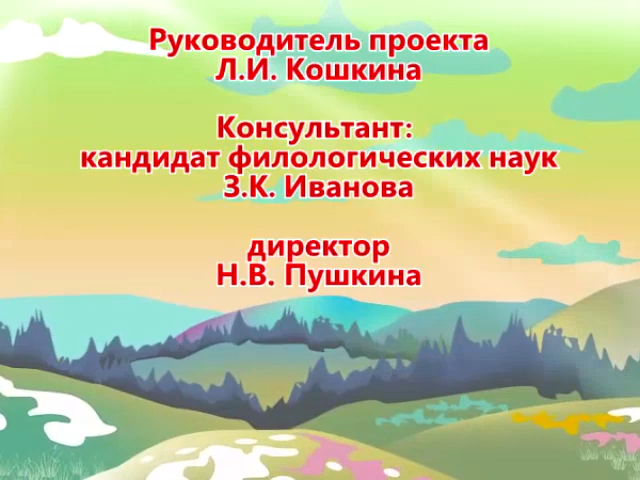 Руководитель проекта
Л.И. Кошкина
Консультант:
кандидат филологических наук
З.К. Иванова
директор
Н.В. Пушкина